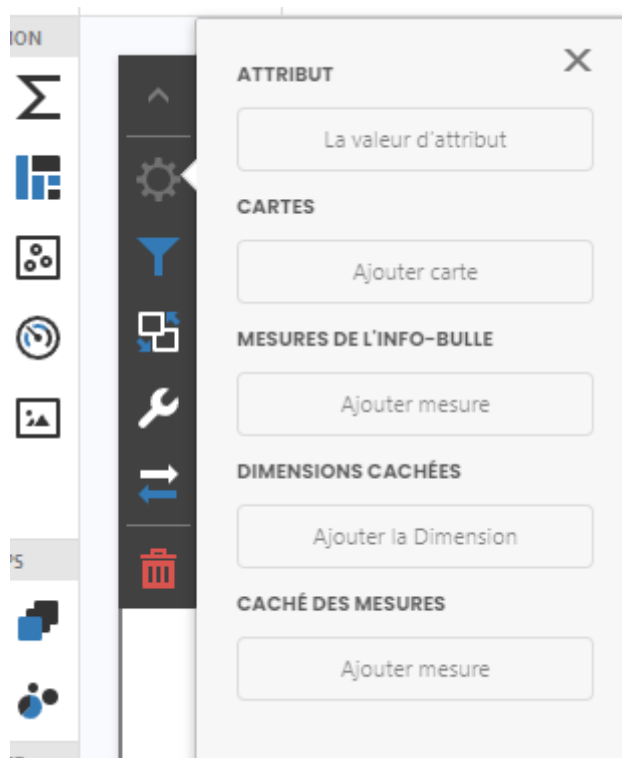 ION
ATTRIBUT
La valeur d'attribut
CARTES
Ajouter carte
MESURES DE L'INFO-BULLE
Ajouter mesure
DIMENSIONS CACHÉES
Ajouter la Dimension
CACHÉ DES MESURES
Ajouter mesure